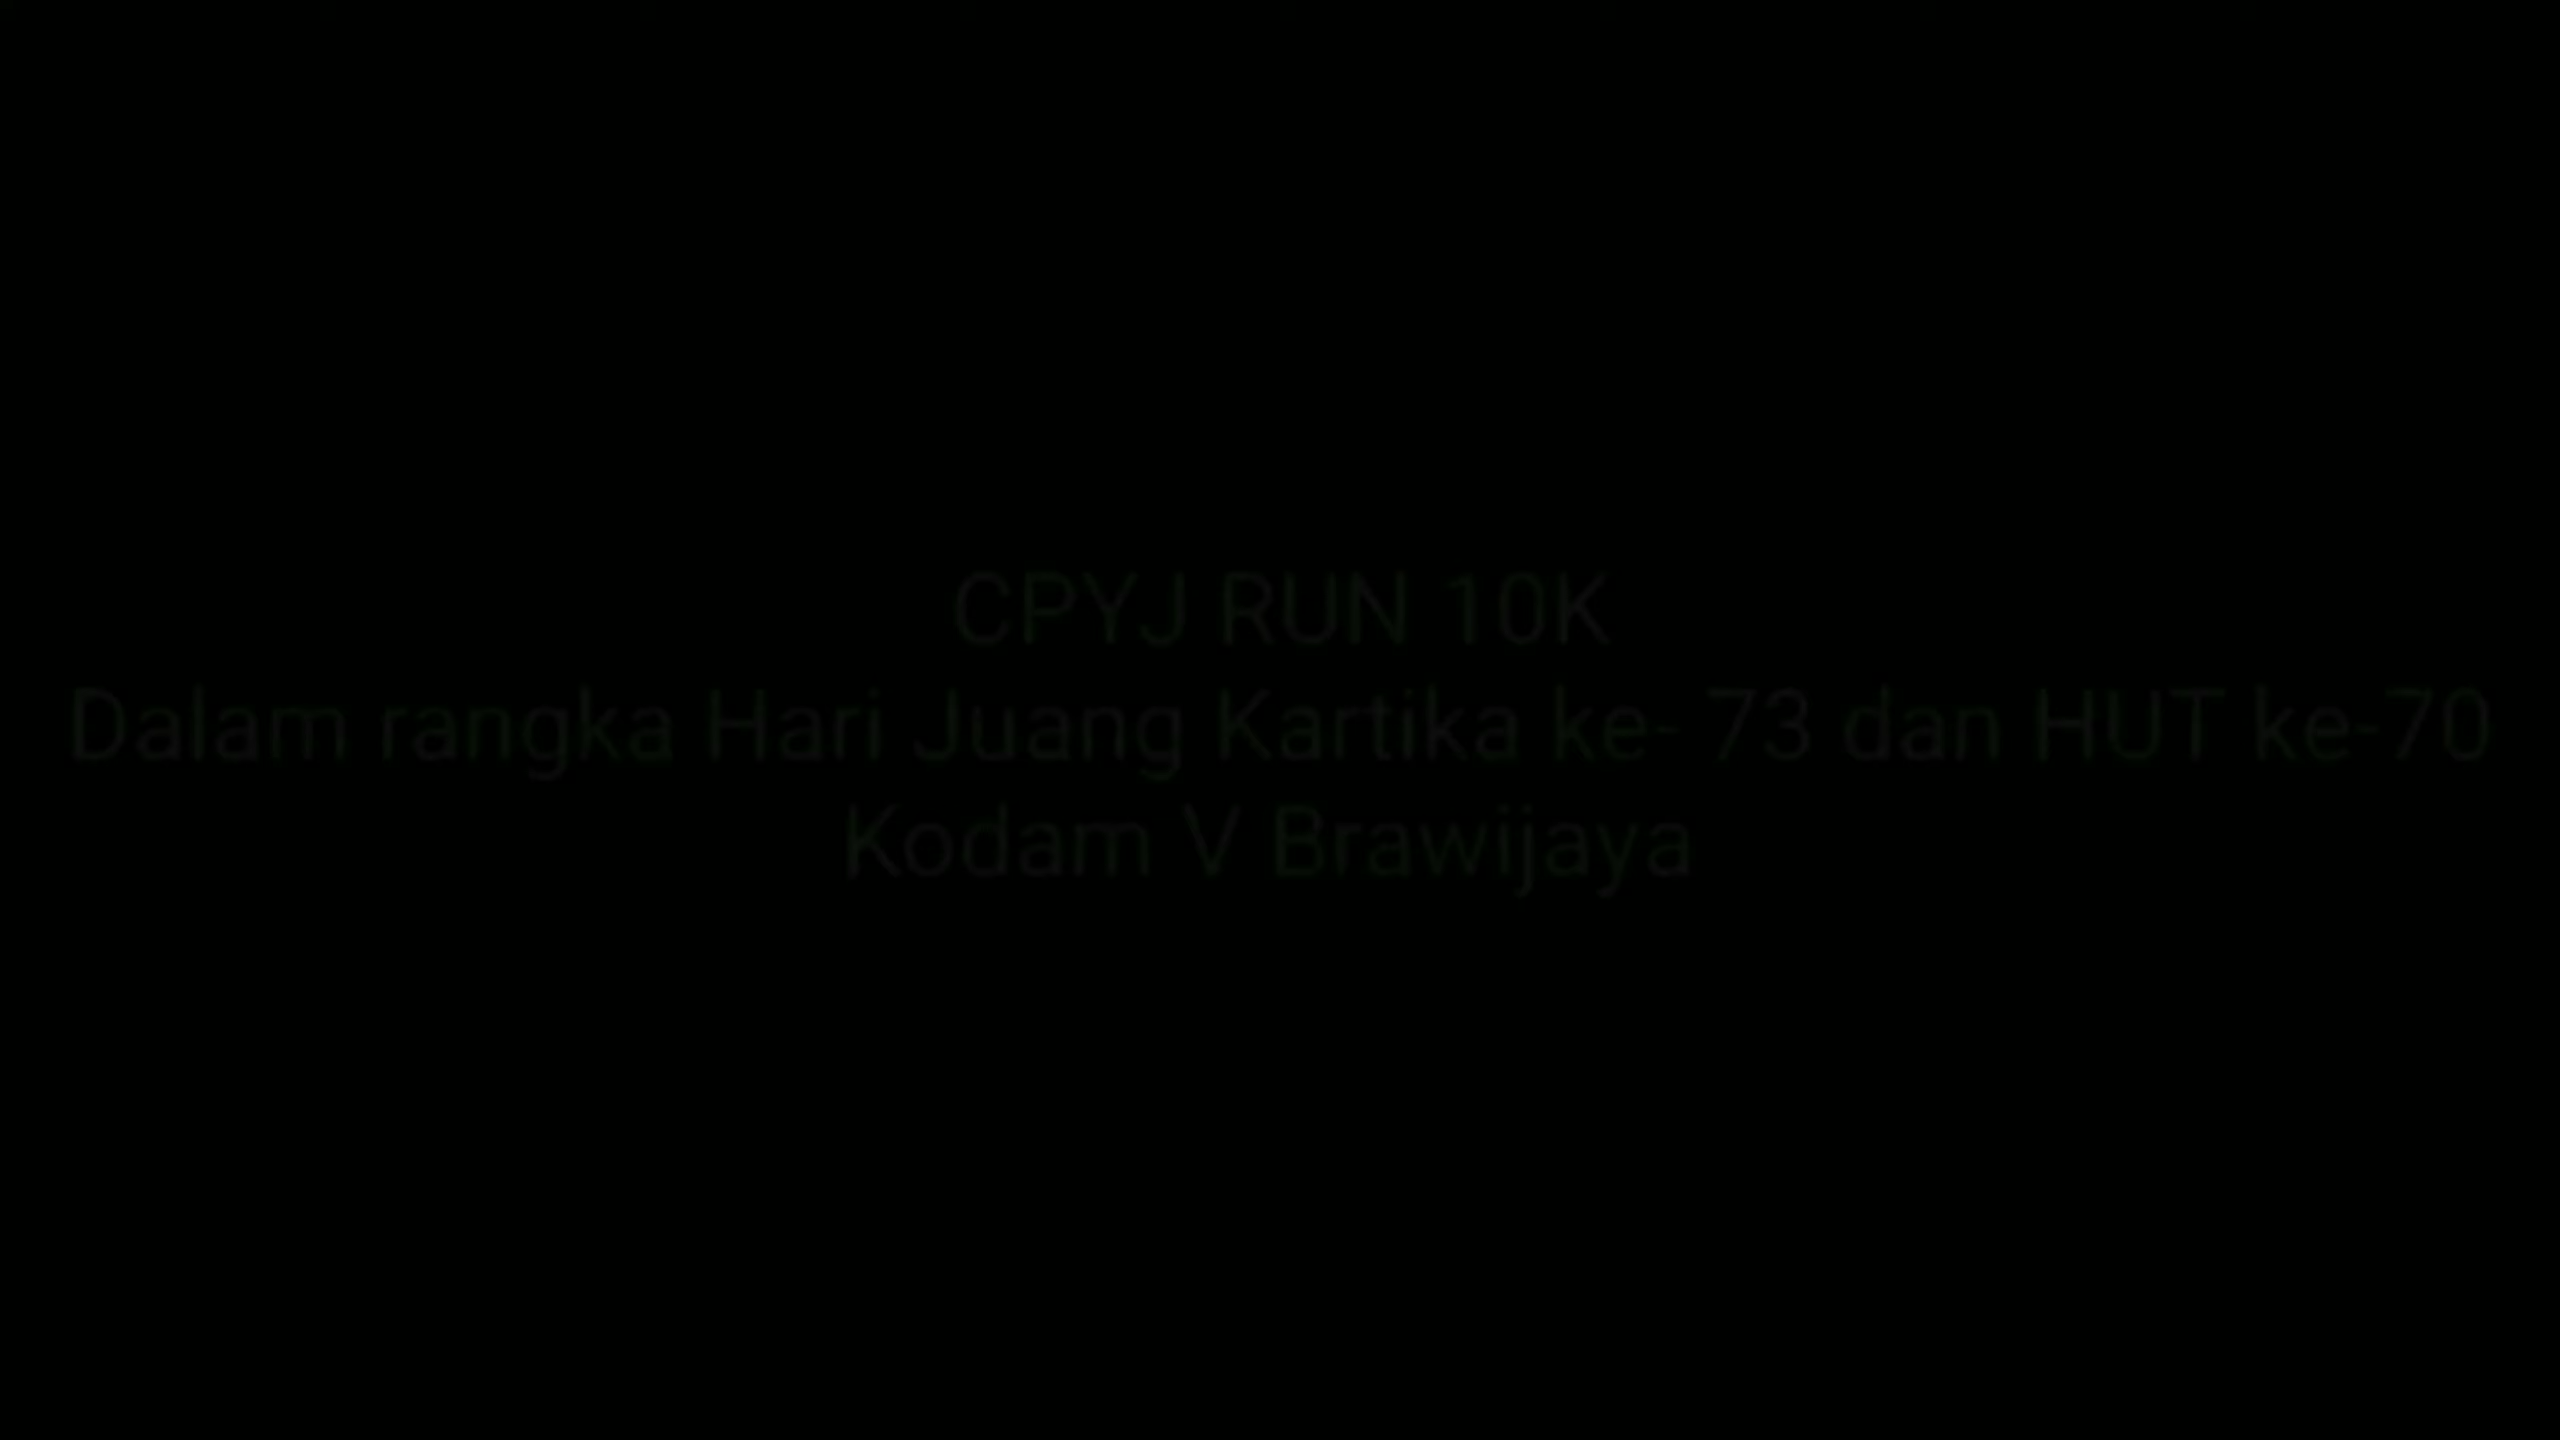 CPYJ RUN 10K
Dalam rangka Hari Juang Kartika ke- 73 dan HUT ke-70
Kodam V Brawijaya